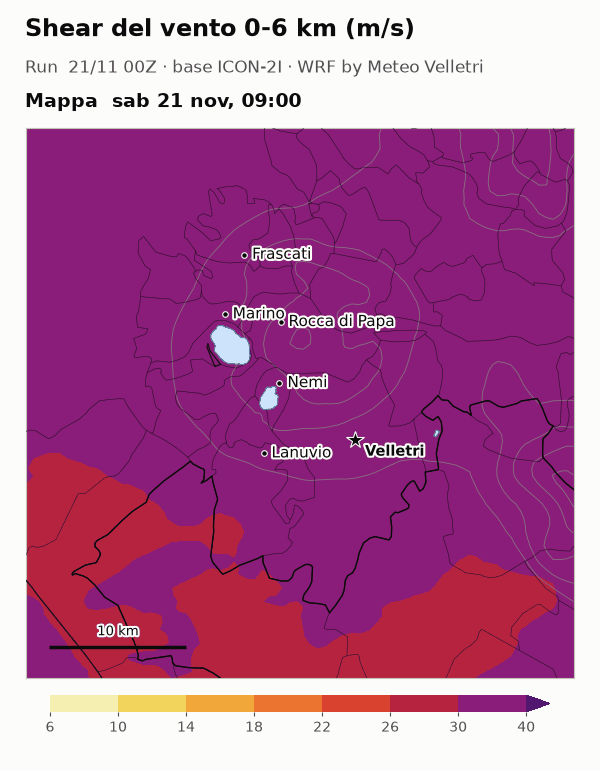 Shear del vento 0-6 km (m/s)
Run  21/11 00Z · base ICON-2I · WRF by Meteo Velletri
Mappa  sab 21 nov, 09:00
Frascati
Marino
Rocca di Papa
Nemi
Velletri
Lanuvio
10 km
6 10 14 18 22 26 30 40